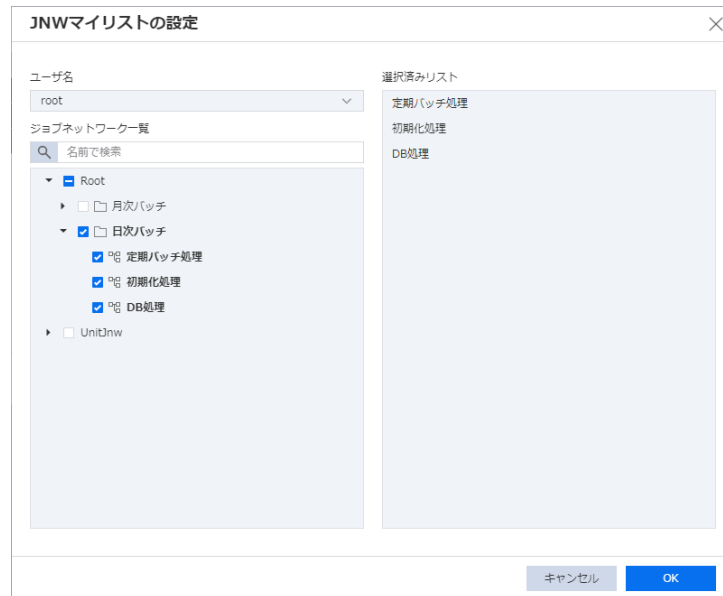 JNWマイリストの設定
ユーザ名
root
ジョブネットワーク一覧
名前で検索
Root
月次バッチ
日次バッチ
定期バッチ処理
初期化処理
DB処理
UnitJnw
選択済みリスト
定期バッチ処理
初期化処理
DB処理
キャンセル
OK